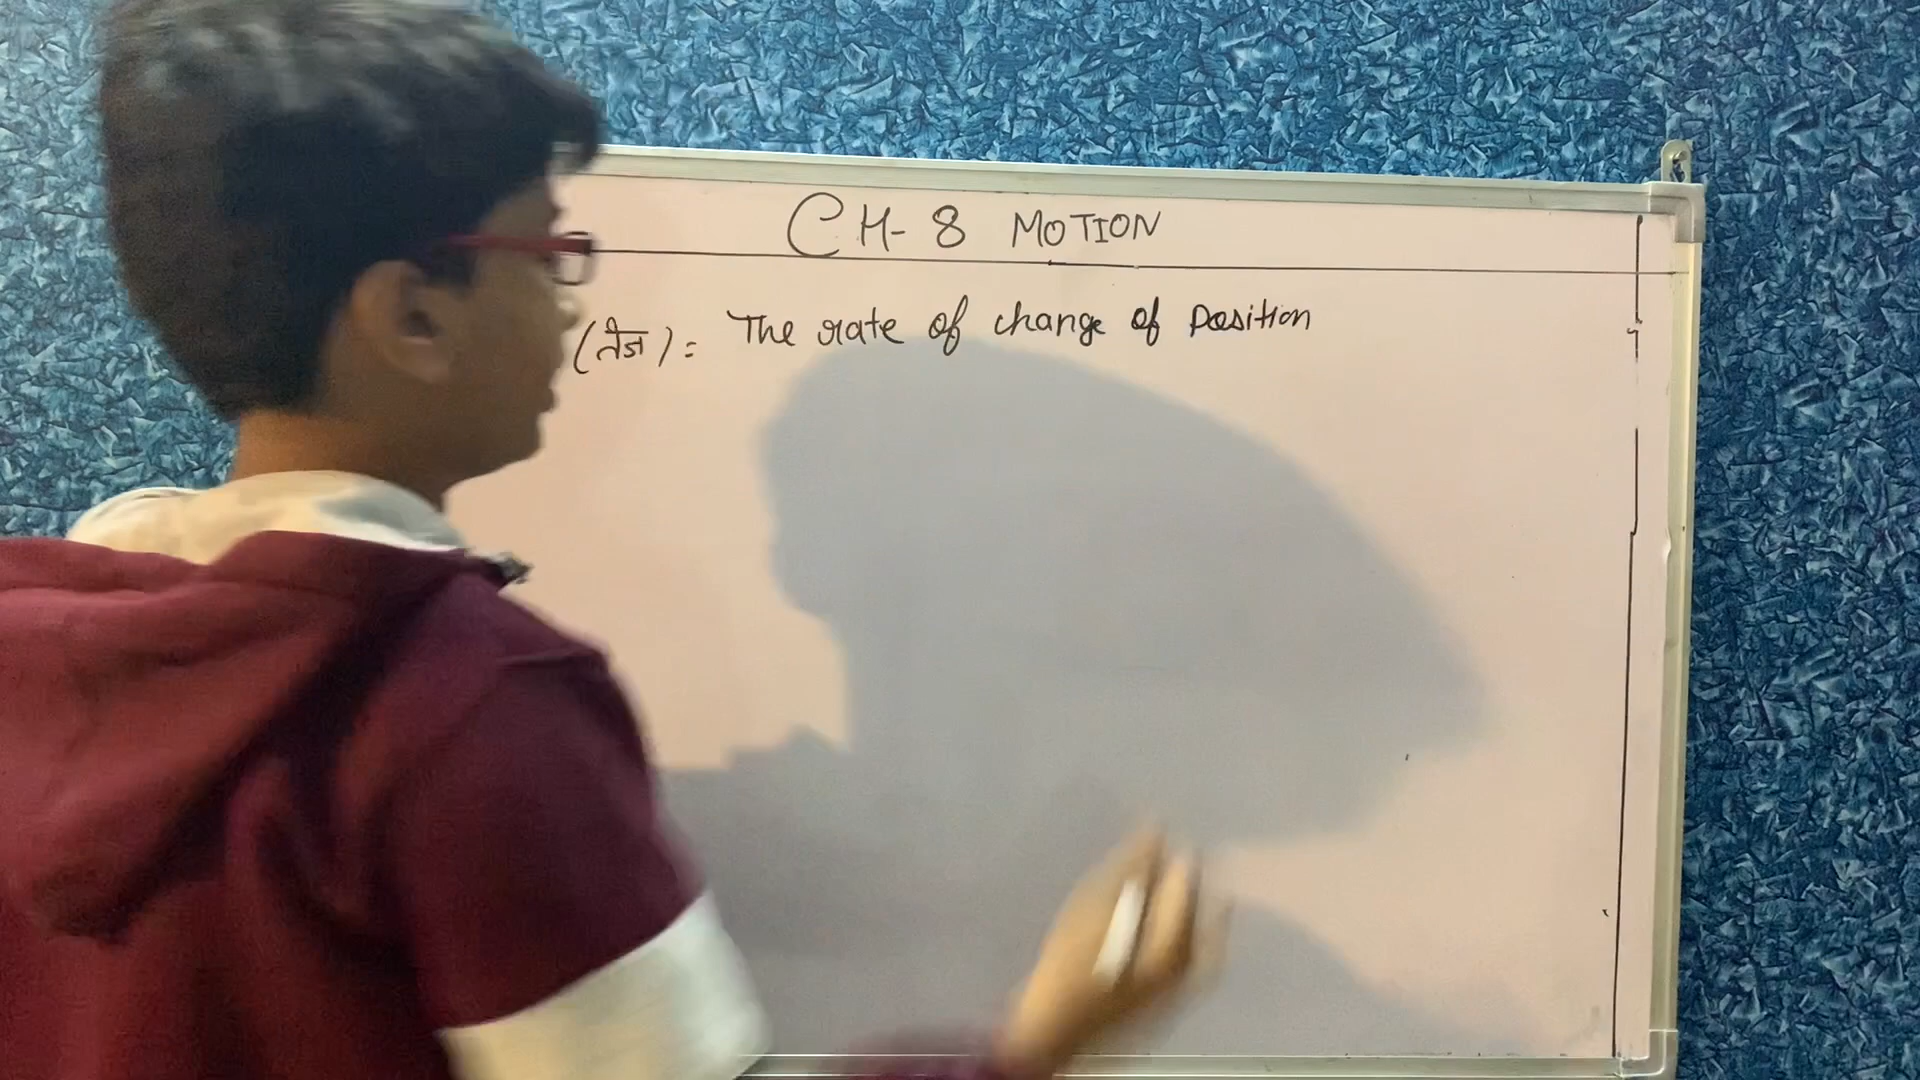 CH-8 MOTION
(तेज) = The rate of change of Position